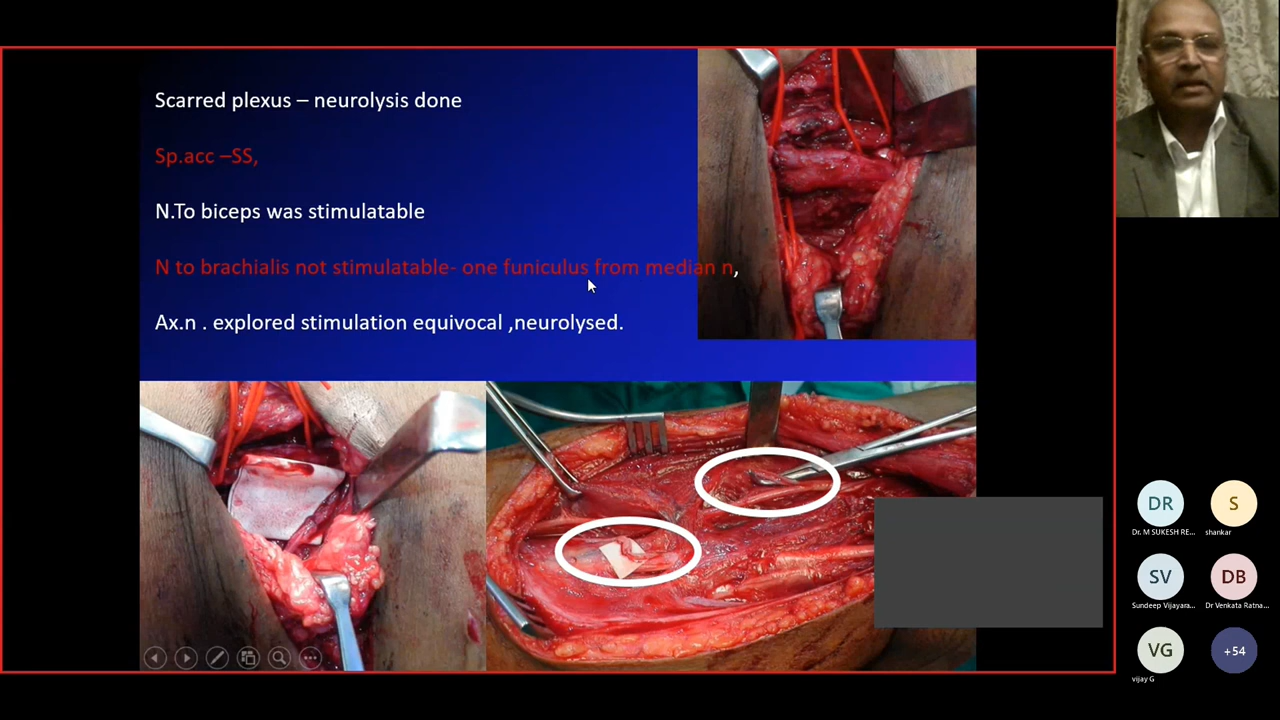 Scarred plexus – neurolysis done
Sp.acc –SS,
N.To biceps was stimulatable
N to brachialis not stimulatable- one funiculus from median n,
Ax.n . explored stimulation equivocal ,neurolysed.
DR
S
Dr. M SUKESH RE...
shankar
SV
DB
Sundeep Vijayara...
Dr Venkata Ratna...
VG
+54
vijay G